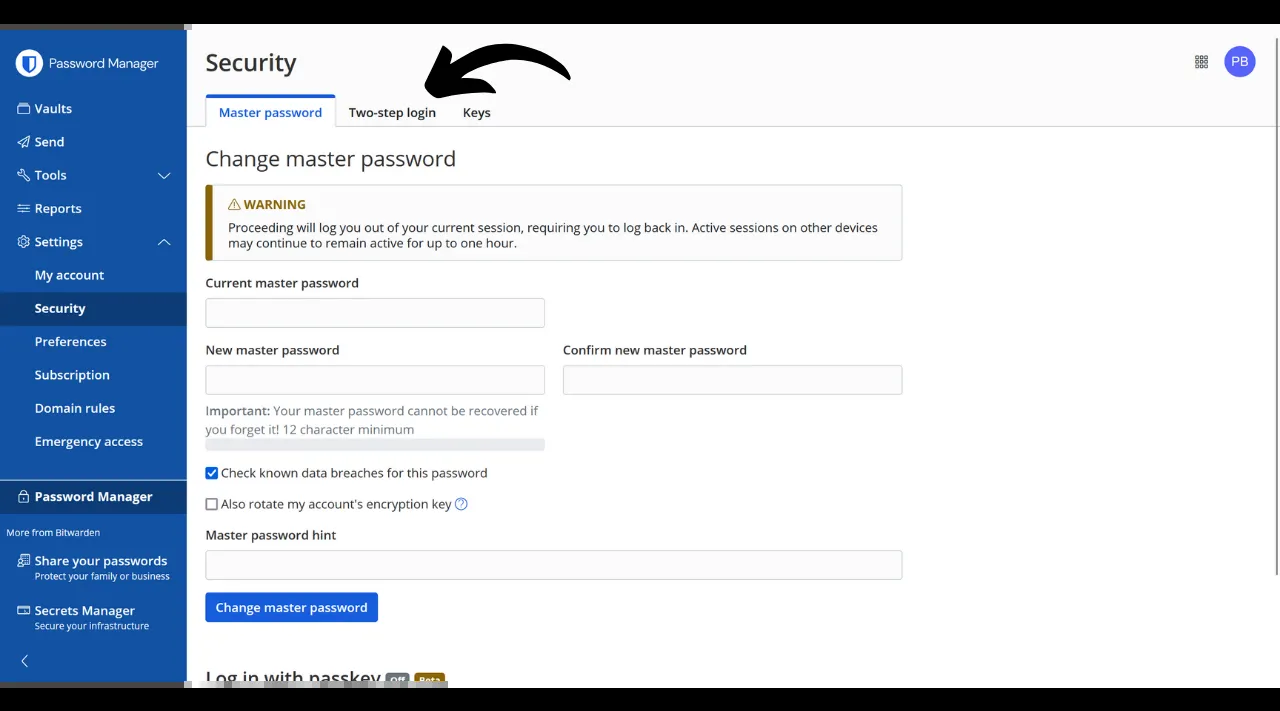 Password Manager
Vaults
Send
Tools
Reports
Settings
My account
Security
Preferences
Subscription
Domain rules
Emergency access
Password Manager
More from Bitwarden
Share your passwords
Protect your family or business
Secrets Manager
Secure your infrastructure
Security
PB
Master password
Two-step login
Keys
Change master password
WARNING
Proceeding will log you out of your current session, requiring you to log back in. Active sessions on other devices
may continue to remain active for up to one hour.
Current master password
New master password
Confirm new master password
Important: Your master password cannot be recovered if
you forget it! 12 character minimum
Check known data breaches for this password
Also rotate my account's encryption key
Master password hint
Change master password
Log in with passkey Off Beta